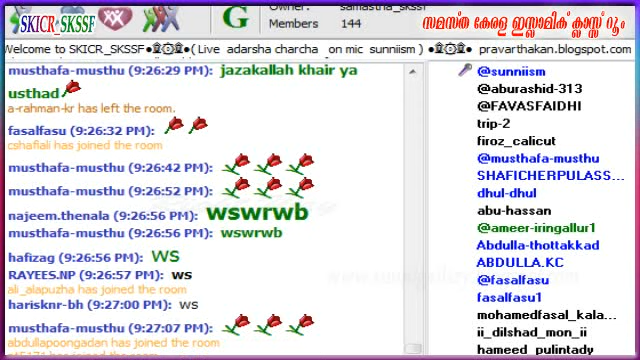 SKICR_SKSSF
Owner: samastha_skssf
G
Members 144
സമസ്ത കേരള ഇസ്ലാമിക് ക്ലാസ്സ് റൂം
Welcome to SKICR_SKSSF ●۩۞۩● ( Live adarsha charcha on mic sunniism ) ●۩۞۩● pravarthakan.blogspot.com
musthafa-musthu (9:26:29 PM): jazakallah khair ya
usthad
a-rahman-kr has left the room.
fasalfasu (9:26:32 PM):
cshaflali has joined the room
musthafa-musthu (9:26:42 PM):
musthafa-musthu (9:26:52 PM):
najeem.thenala (9:26:56 PM): wswrwb
musthafa-musthu (9:26:56 PM): wswrwb
hafizag (9:26:56 PM): WS
RAYEES.NP (9:26:57 PM): ws
ali_alapuzha has joined the room
harisknr-bh (9:27:00 PM): ws
musthafa-musthu (9:27:07 PM):
abdullapoongadan has joined the room
has joined the room
@sunniism
@aburashid-313
@FAVASFAIDHI
trip-2
firoz_calicut
@musthafa-musthu
SHAFICHERPULASS...
dhul-dhul
abu-hassan
@ameer-iringallur1
Abdulla-thottakkad
ABDULLA.KC
@fasalfasu
fasalfasu1
mohamedfasal_kala...
ii_dilshad_mon_ii
hameed_pulintady